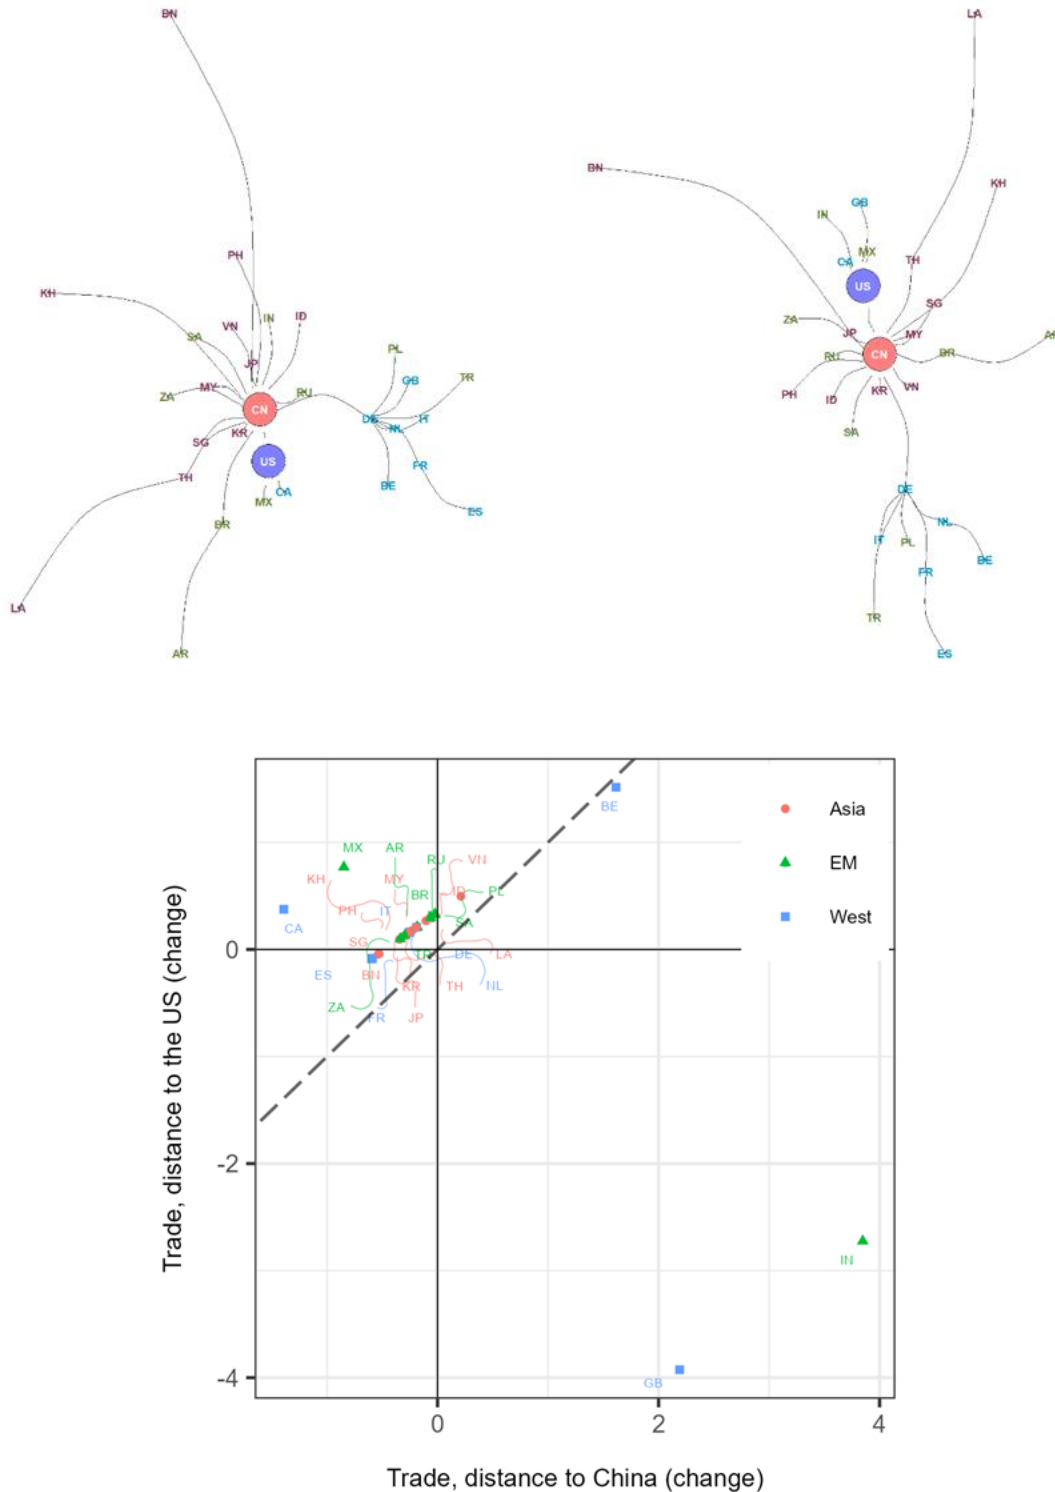 BN
PH
KH
ID
IN
VN
SA
JP
PL
GB
TR
MY
ZA
RU
CN
DE
IT
NL
KR
SG
US
FR
TH
BE
CA
MX
ES
BR
LA
AR
LA
BN
KH
GB
IN
MX
TH
CA
US
SG
ZA
JP
MY
AR
CN
BR
RU
VN
PH
ID
KR
SA
DE
NL
IT
PL
BE
FR
TR
ES
Trade, distance to the US (change)
0
-2
-4
BE
Asia
EM
West
MX
AR
RU
VN
KH
MY
ID
PL
BR
PH
IT
SA
CA
SG
TR
DE
LA
ES
BN
KR
TH
NL
ZA
FR
JP
IN
GB
0 2 4
Trade, distance to China (change)